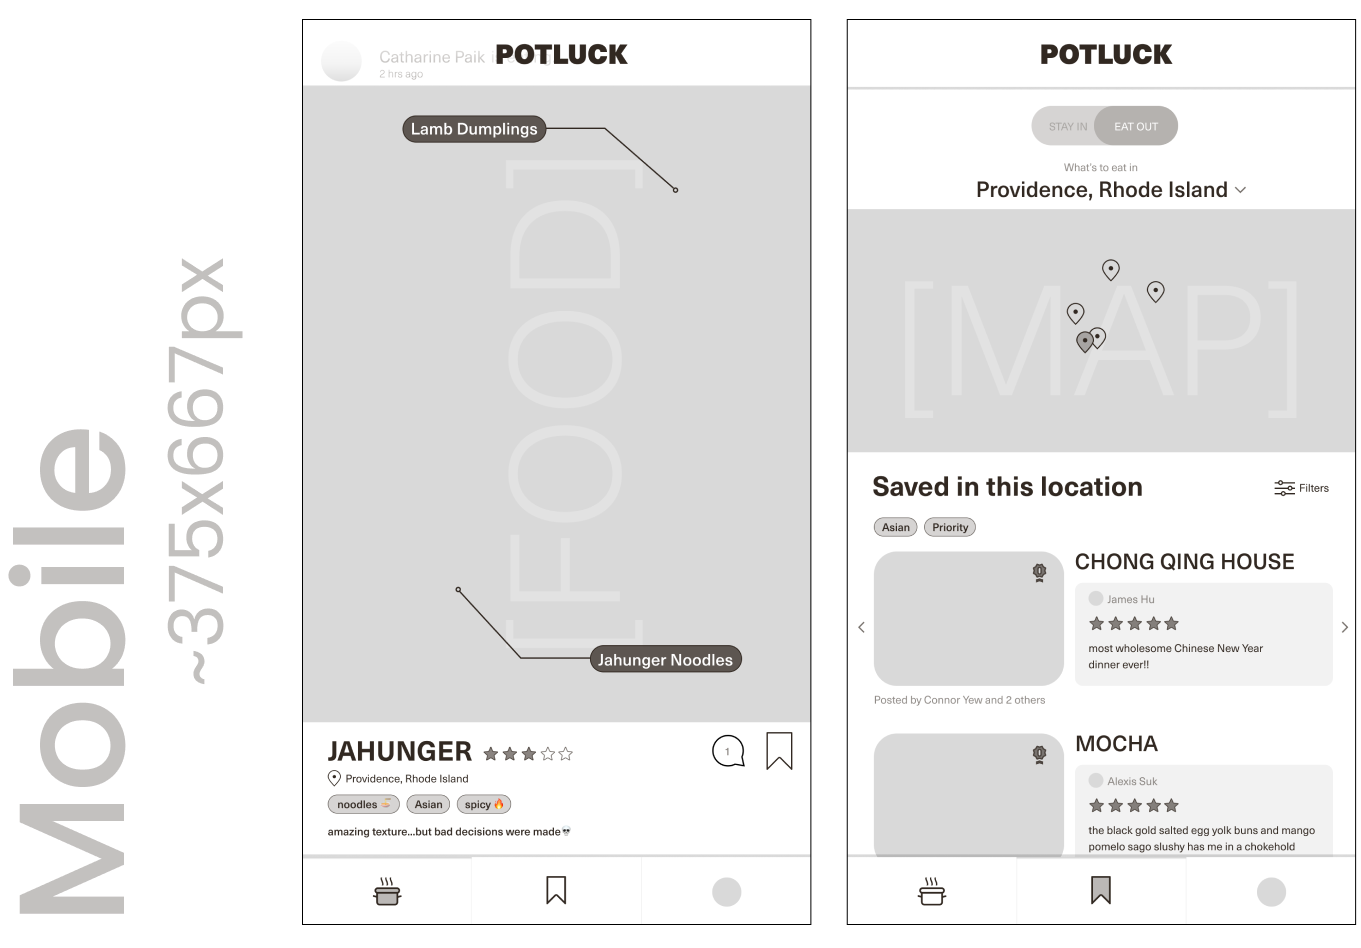 Mobile
~375x667px
Catharine Paik
POTLUCK
2 hrs ago
Lamb Dumplings
[FOOD]
Jahunger Noodles
JAHUNGER
1
Providence, Rhode Island
noodles 🍜 Asian spicy 🔥
amazing texture...but bad decisions were made💀
POTLUCK
STAY IN EAT OUT
What's to eat in
Providence, Rhode Island
[MAP]
Saved in this location
Filters
Asian Priority
CHONG QING HOUSE
James Hu
most wholesome Chinese New Year
dinner ever!!
Posted by Connor Yew and 2 others
MOCHA
Alexis Suk
the black gold salted egg yolk buns and mango
pomelo sago slushy has me in a chokehold